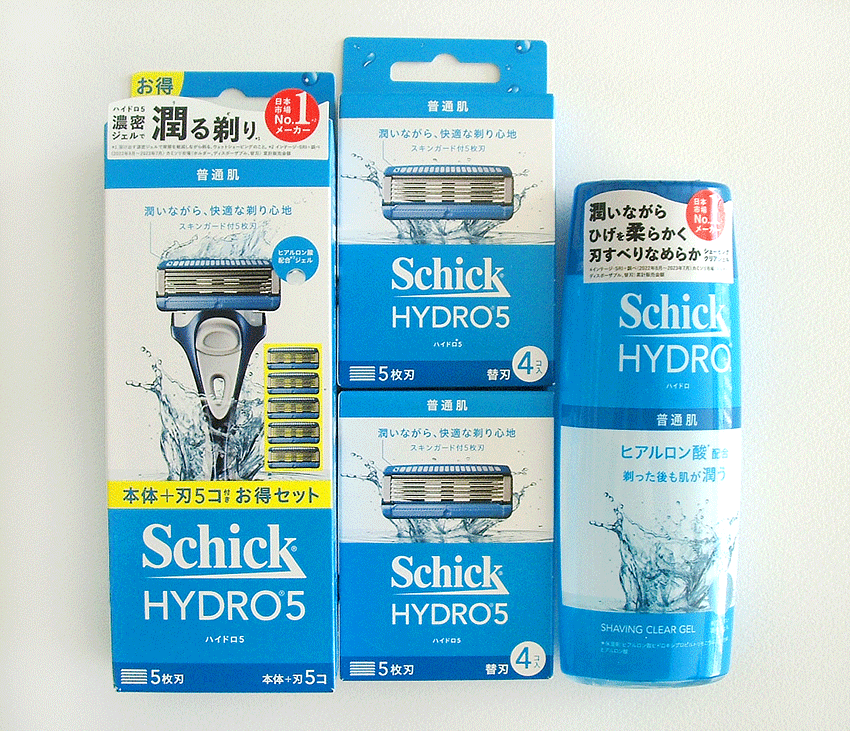 お得
ハイドロ5
濃密
ジェルで
潤る剃り
日本
市場
No.1
メーカー
普通肌
潤いながら、快適な剃り心地
スキンガード付5枚刃
ヒアルロン酸
配合ジェル
本体+刃5コ付きお得セット
Schick
HYDRO5
ハイドロ5
5枚刃
本体+刃5コ
普通肌
潤いながら、快適な剃り心地
スキンガード付5枚刃
Schick
HYDRO5
ハイドロ5
5枚刃
替刃
4コ入
普通肌
潤いながら、快適な剃り心地
スキンガード付5枚刃
Schick
HYDRO5
ハイドロ5
5枚刃
替刃
4コ入
潤いながら
ひげを柔らかく
刃すべりなめらか
日本
市場
No.1
メーカー
Schick
HYDRO
ハイドロ
普通肌
ヒアルロン酸配合
剃った後も肌が潤う
SHAVING CLEAR GEL